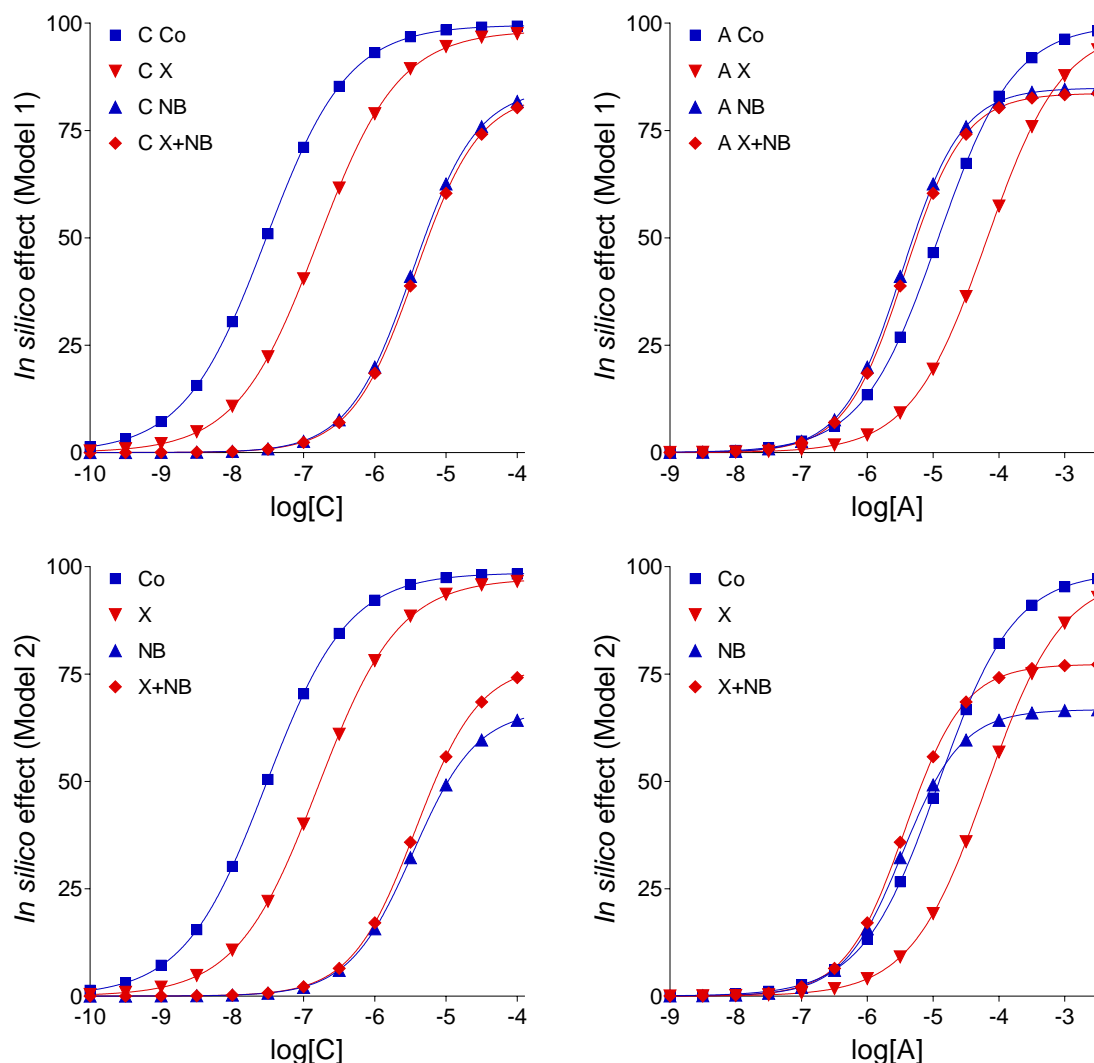 In silico effect (Model 1)
100
75
50
25
0
C Co
C X
C NB
C X+NB
-10 -9 -8 -7 -6 -5 -4
log[C]
In silico effect (Model 1)
100
75
50
25
0
A Co
A X
A NB
A X+NB
-9 -8 -7 -6 -5 -4 -3
log[A]
In silico effect (Model 2)
100
75
50
25
0
Co
X
NB
X+NB
-10 -9 -8 -7 -6 -5 -4
log[C]
In silico effect (Model 2)
100
75
50
25
0
Co
X
NB
X+NB
-9 -8 -7 -6 -5 -4 -3
log[A]